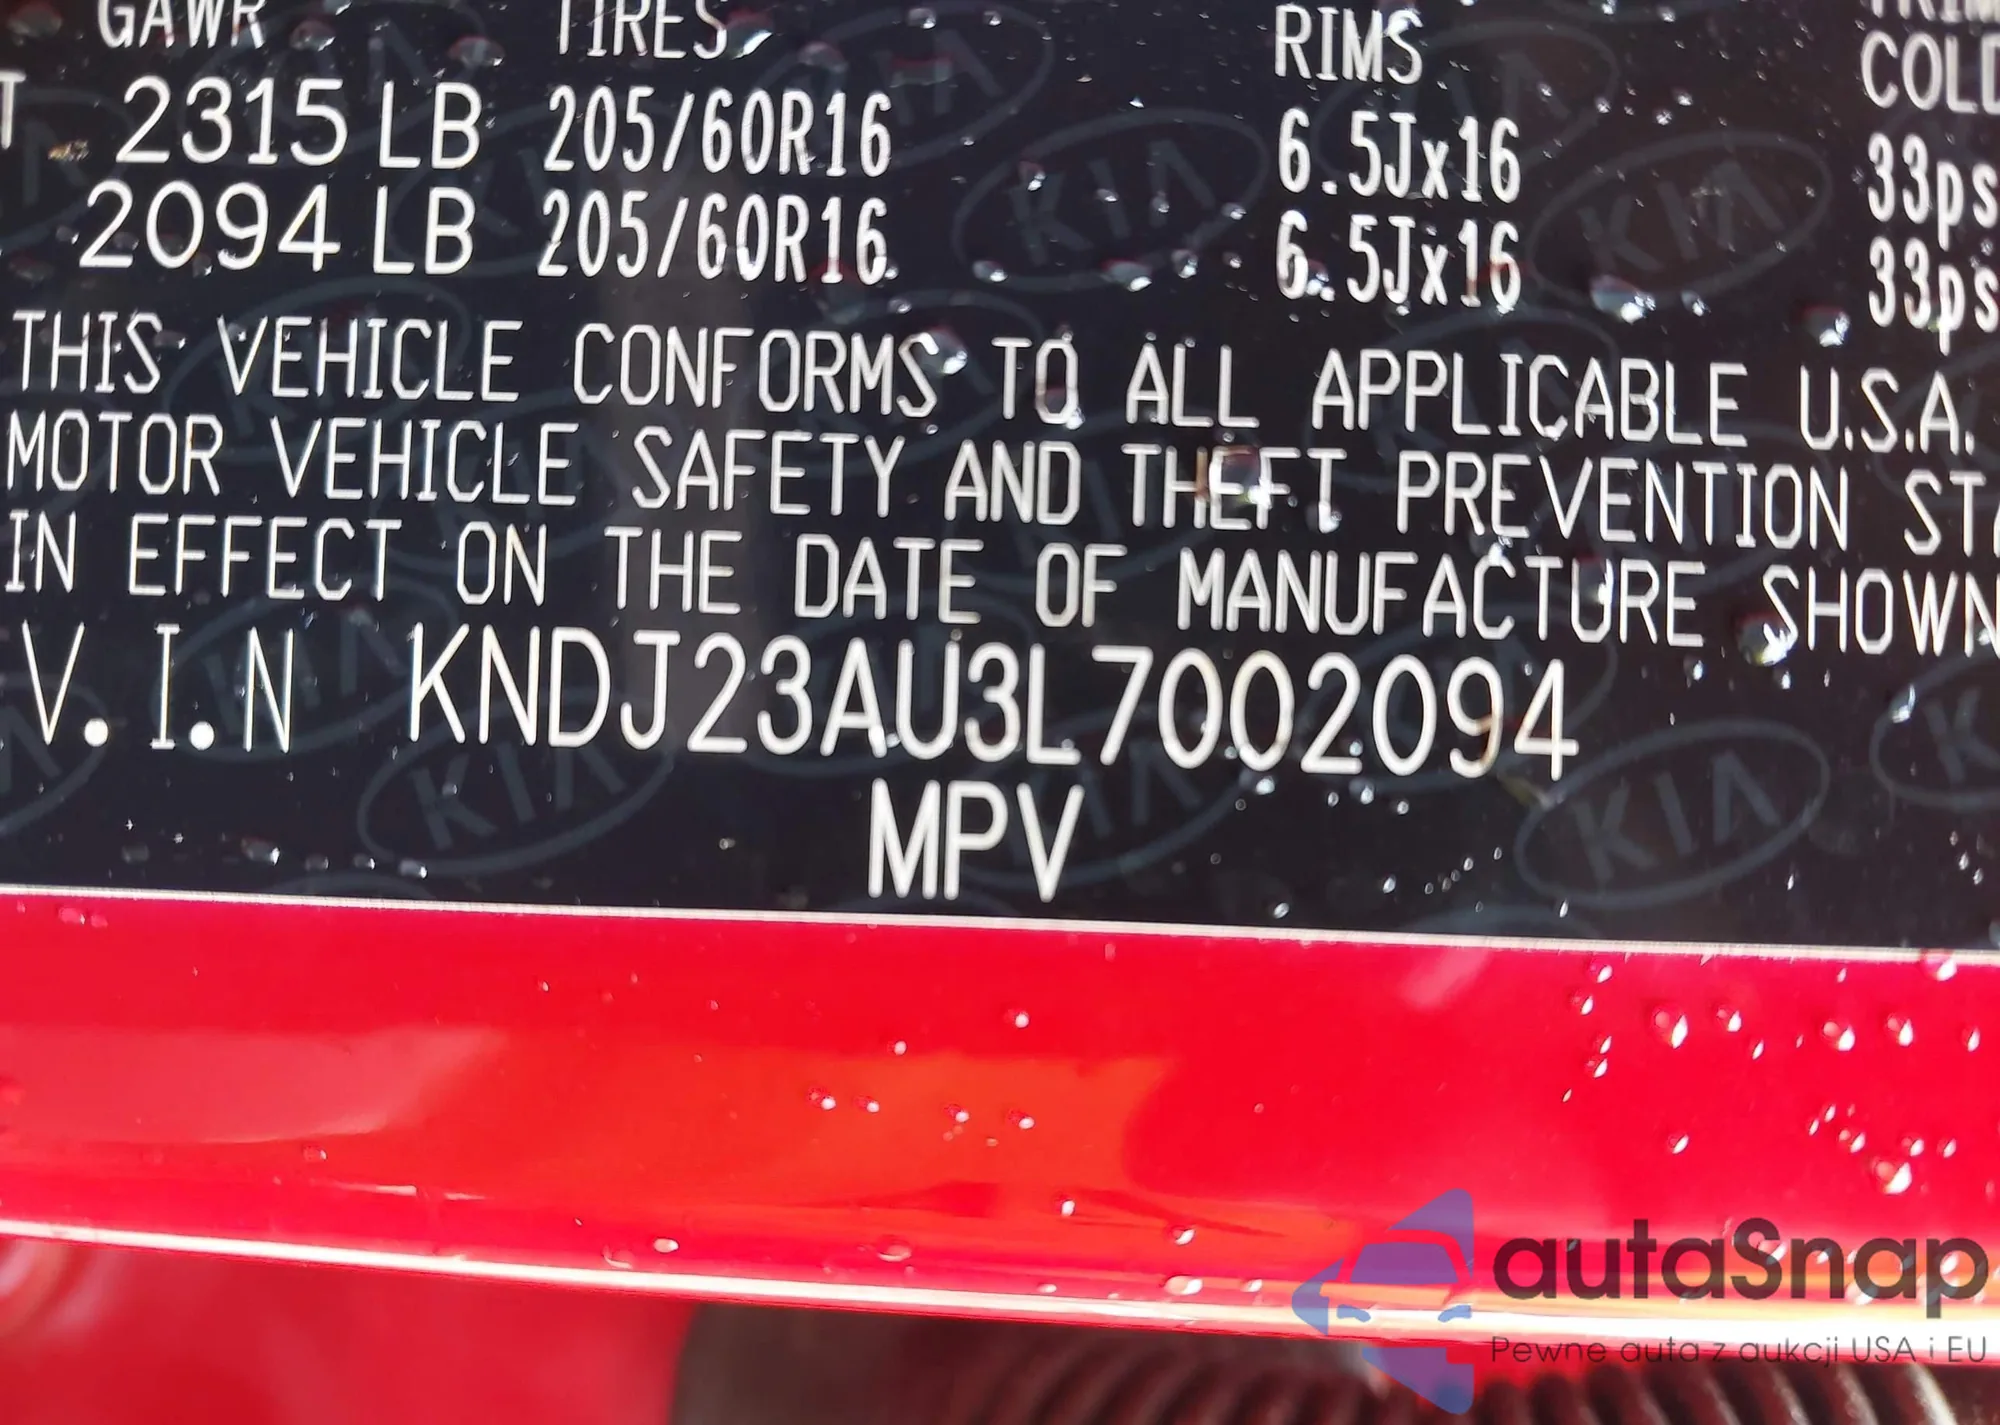 GAWR TIRES RIMS COLD
2315 LB 205/60R16 6.5Jx16 33ps
2094 LB 205/60R16 6.5Jx16 33ps
THIS VEHICLE CONFORMS TO ALL APPLICABLE U.S.A.
MOTOR VEHICLE SAFETY AND THEFT PREVENTION STA
IN EFFECT ON THE DATE OF MANUFACTURE SHOWN
V.I.N KNDJ23AU3L7002094
MPV
autaSnap
Pewne auta z aukcji USA i EU